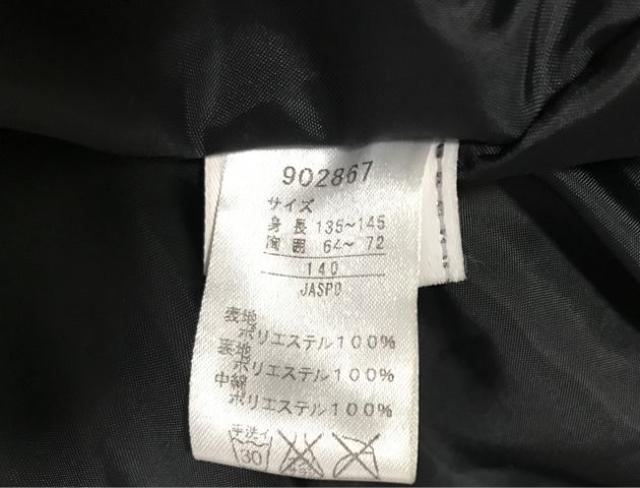 902867
サイズ
身長 135~145
胸囲 64~ 72
140
JASPO
表地
ポリエステル100%
裏地
ポリエステル100%
中綿
ポリエステル100%
手洗イ
30